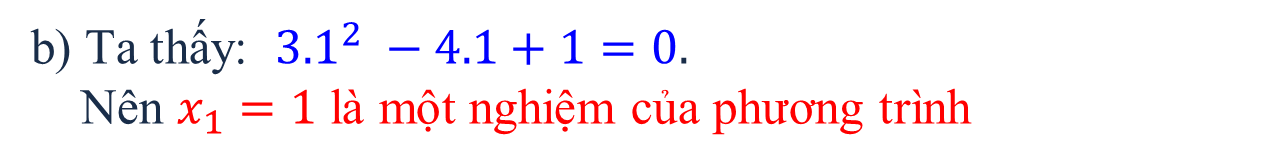 b) Ta thấy: 3.1² − 4.1 + 1 = 0.
Nên x₁ = 1 là một nghiệm của phương trình